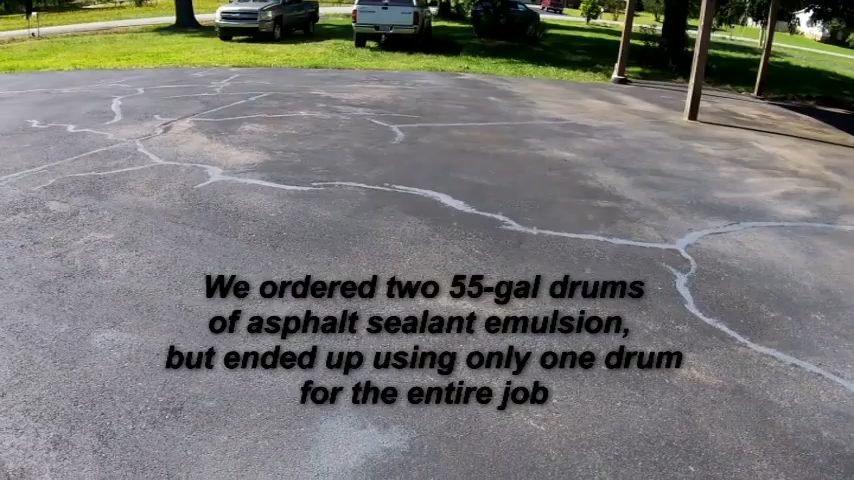 We ordered two 55-gal drums
of asphalt sealant emulsion,
but ended up using only one drum
for the entire job